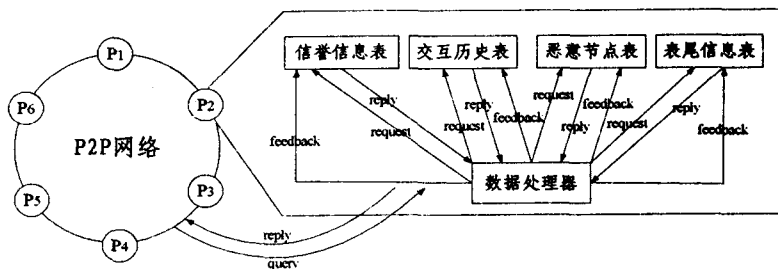 P1
P2
P3
P4
P5
P6
P2P网络
信誉信息表
交互历史表
恶意节点表
表尾信息表
reply
request
feedback
reply
request
feedback
request
feedback
reply
request
reply
feedback
数据处理器
reply
query